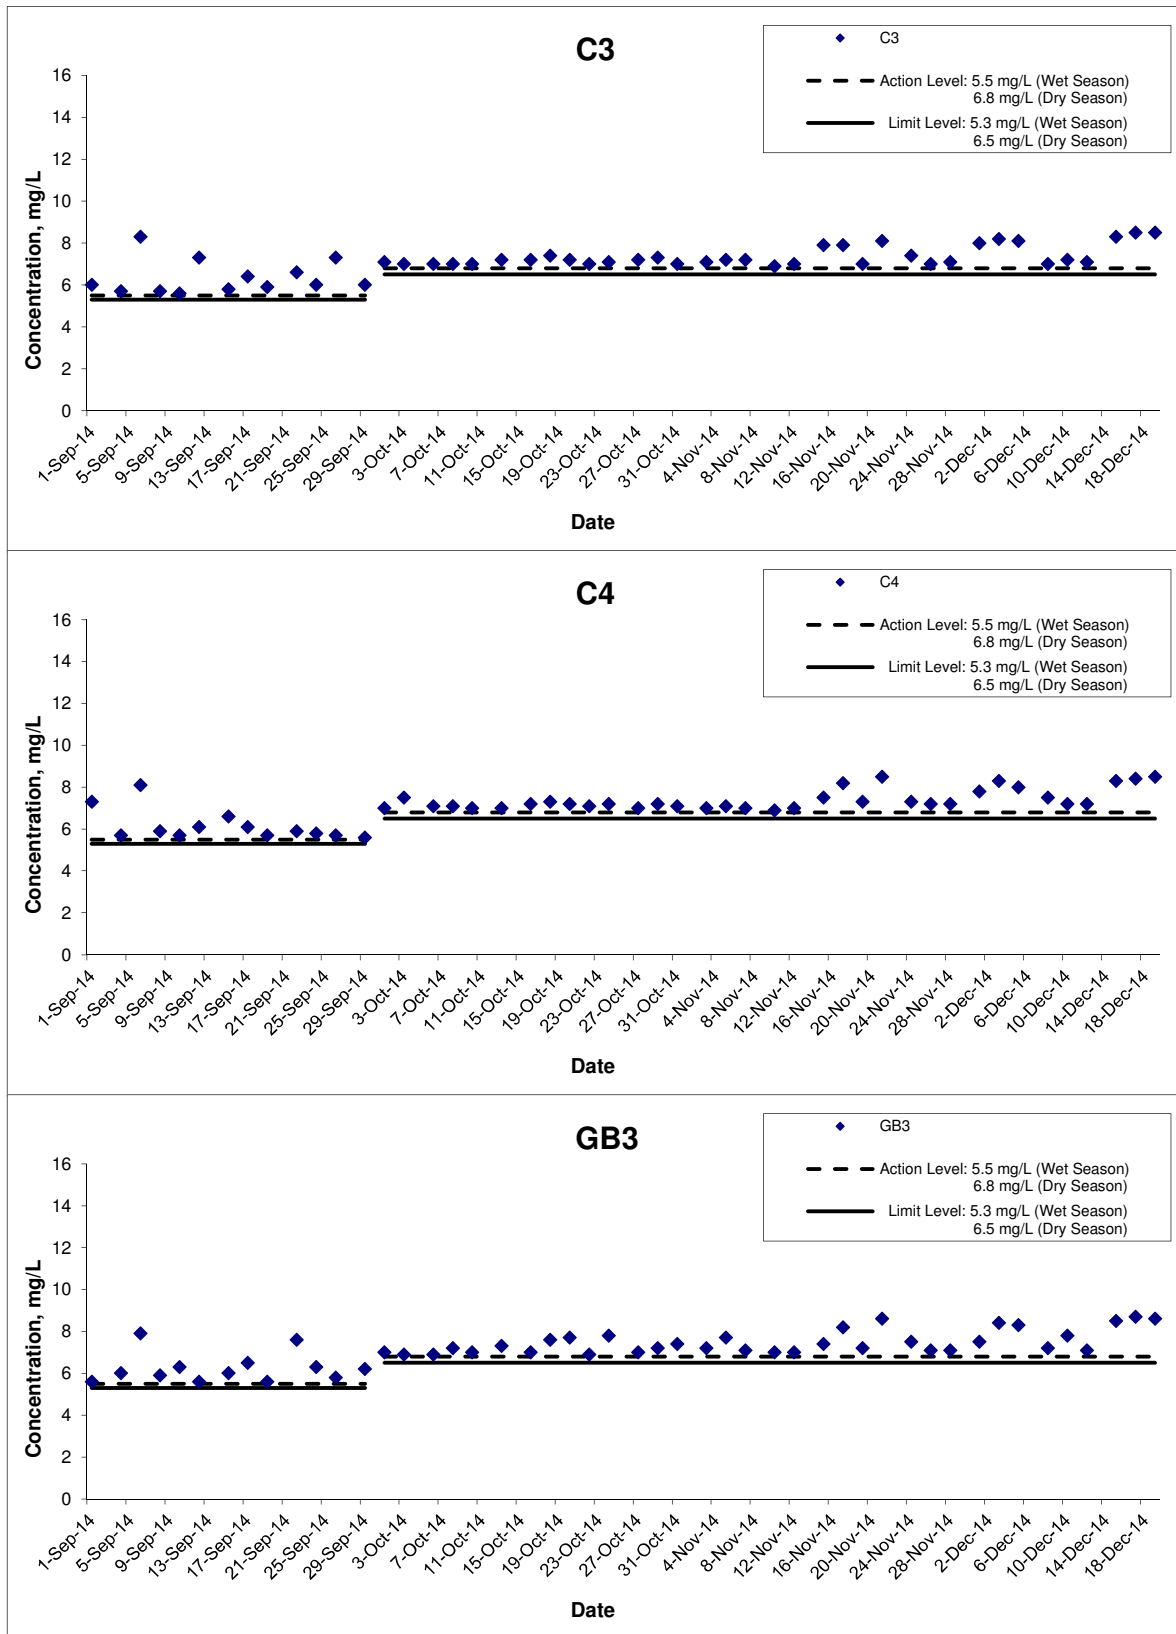 C3
C3
Action Level: 5.5 mg/L (Wet Season)
6.8 mg/L (Dry Season)
Limit Level: 5.3 mg/L (Wet Season)
6.5 mg/L (Dry Season)
Concentration, mg/L
16
14
12
10
8
6
4
2
0
1-Sep-14
5-Sep-14
9-Sep-14
13-Sep-14
17-Sep-14
21-Sep-14
25-Sep-14
29-Sep-14
3-Oct-14
7-Oct-14
11-Oct-14
15-Oct-14
19-Oct-14
23-Oct-14
27-Oct-14
31-Oct-14
4-Nov-14
8-Nov-14
12-Nov-14
16-Nov-14
20-Nov-14
24-Nov-14
28-Nov-14
2-Dec-14
6-Dec-14
10-Dec-14
14-Dec-14
18-Dec-14
Date
C4
C4
Action Level: 5.5 mg/L (Wet Season)
6.8 mg/L (Dry Season)
Limit Level: 5.3 mg/L (Wet Season)
6.5 mg/L (Dry Season)
Concentration, mg/L
16
14
12
10
8
6
4
2
0
1-Sep-14
5-Sep-14
9-Sep-14
13-Sep-14
17-Sep-14
21-Sep-14
25-Sep-14
29-Sep-14
3-Oct-14
7-Oct-14
11-Oct-14
15-Oct-14
19-Oct-14
23-Oct-14
27-Oct-14
31-Oct-14
4-Nov-14
8-Nov-14
12-Nov-14
16-Nov-14
20-Nov-14
24-Nov-14
28-Nov-14
2-Dec-14
6-Dec-14
10-Dec-14
14-Dec-14
18-Dec-14
Date
GB3
GB3
Action Level: 5.5 mg/L (Wet Season)
6.8 mg/L (Dry Season)
Limit Level: 5.3 mg/L (Wet Season)
6.5 mg/L (Dry Season)
Concentration, mg/L
16
14
12
10
8
6
4
2
0
1-Sep-14
5-Sep-14
9-Sep-14
13-Sep-14
17-Sep-14
21-Sep-14
25-Sep-14
29-Sep-14
3-Oct-14
7-Oct-14
11-Oct-14
15-Oct-14
19-Oct-14
23-Oct-14
27-Oct-14
31-Oct-14
4-Nov-14
8-Nov-14
12-Nov-14
16-Nov-14
20-Nov-14
24-Nov-14
28-Nov-14
2-Dec-14
6-Dec-14
10-Dec-14
14-Dec-14
18-Dec-14
Date